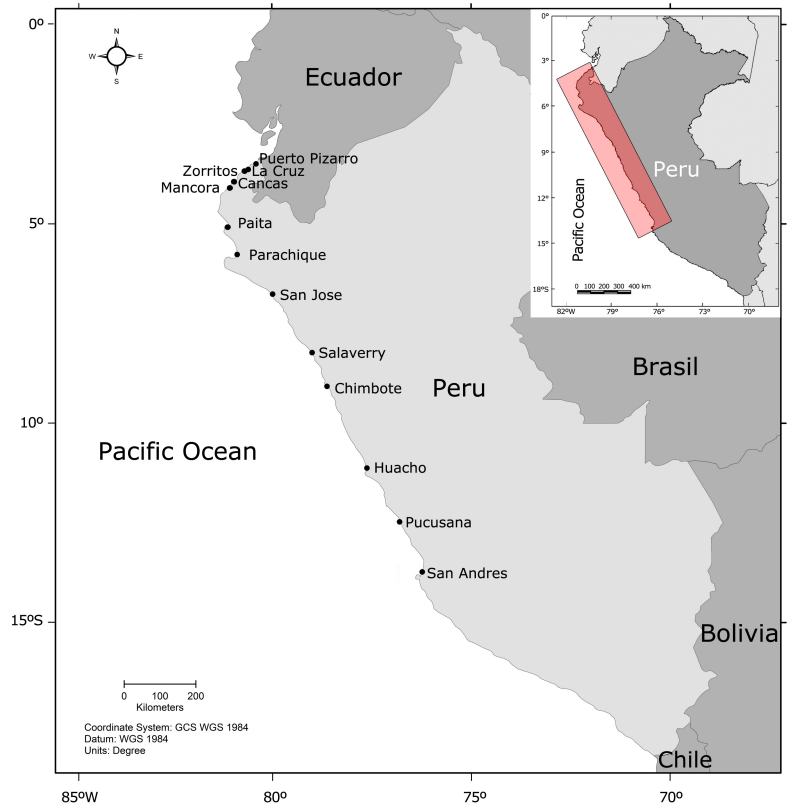 0º
N
W
E
S
Ecuador
Puerto Pizarro
Zorritos
La Cruz
Cancas
Mancora
5º
Paita
Parachique
San Jose
Salaverry
Chimbote
Peru
Brasil
10º
Pacific Ocean
Huacho
Pucusana
San Andres
15ºS
Bolivia
Chile
0 100 200
Kilometers
Coordinate System: GCS WGS 1984
Datum: WGS 1984
Units: Degree
85ºW 80º 75º 70º
0º
3º
6º
9º
12º
15º
18ºS
Peru
Pacific Ocean
0 100 200 300 400 km
82ºW 79º 76º 73º 70º